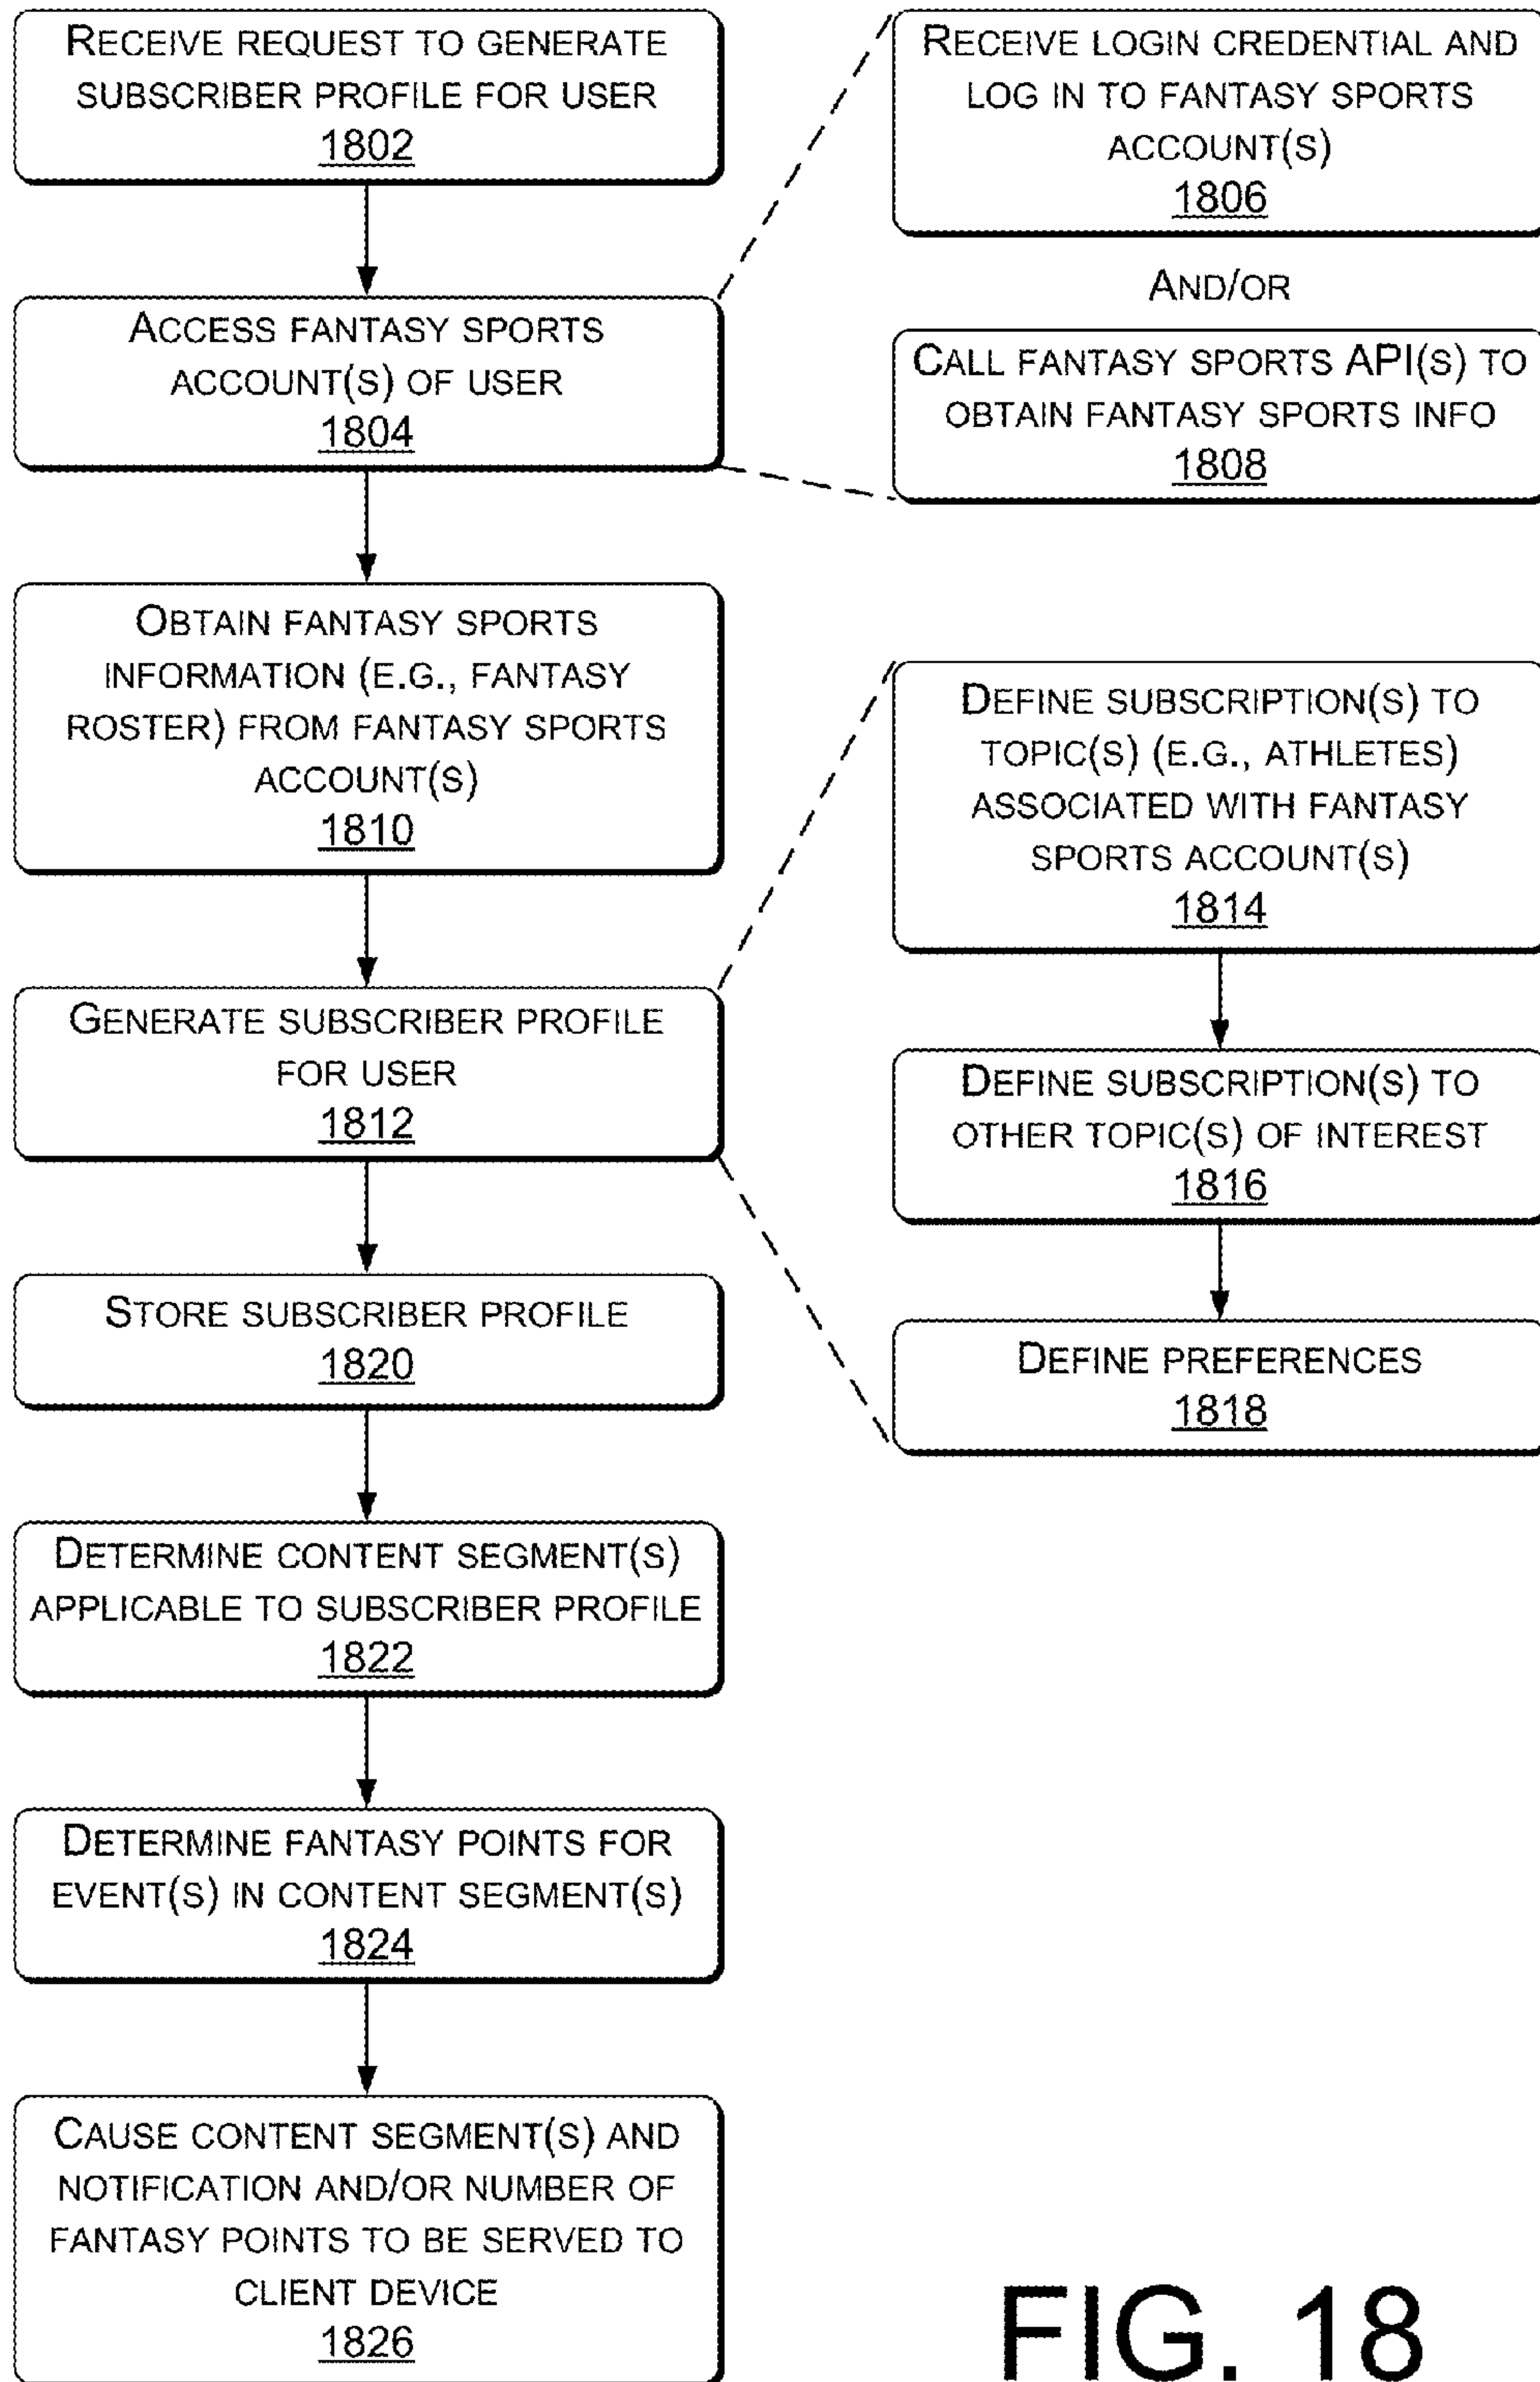 RECEIVE REQUEST TO GENERATE
SUBSCRIBER PROFILE FOR USER
1802
ACCESS FANTASY SPORTS
ACCOUNT(S) OF USER
1804
RECEIVE LOGIN CREDENTIAL AND
LOG IN TO FANTASY SPORTS
ACCOUNT(S)
1806
AND/OR
CALL FANTASY SPORTS API(S) TO
OBTAIN FANTASY SPORTS INFO
1808
OBTAIN FANTASY SPORTS
INFORMATION (E.G., FANTASY
ROSTER) FROM FANTASY SPORTS
ACCOUNT(S)
1810
GENERATE SUBSCRIBER PROFILE
FOR USER
1812
DEFINE SUBSCRIPTION(S) TO
TOPIC(S) (E.G., ATHLETES)
ASSOCIATED WITH FANTASY
SPORTS ACCOUNT(S)
1814
DEFINE SUBSCRIPTION(S) TO
OTHER TOPIC(S) OF INTEREST
1816
DEFINE PREFERENCES
1818
STORE SUBSCRIBER PROFILE
1820
DETERMINE CONTENT SEGMENT(S)
APPLICABLE TO SUBSCRIBER PROFILE
1822
DETERMINE FANTASY POINTS FOR
EVENT(S) IN CONTENT SEGMENT(S)
1824
CAUSE CONTENT SEGMENT(S) AND
NOTIFICATION AND/OR NUMBER OF
FANTASY POINTS TO BE SERVED TO
CLIENT DEVICE
1826
FIG. 18